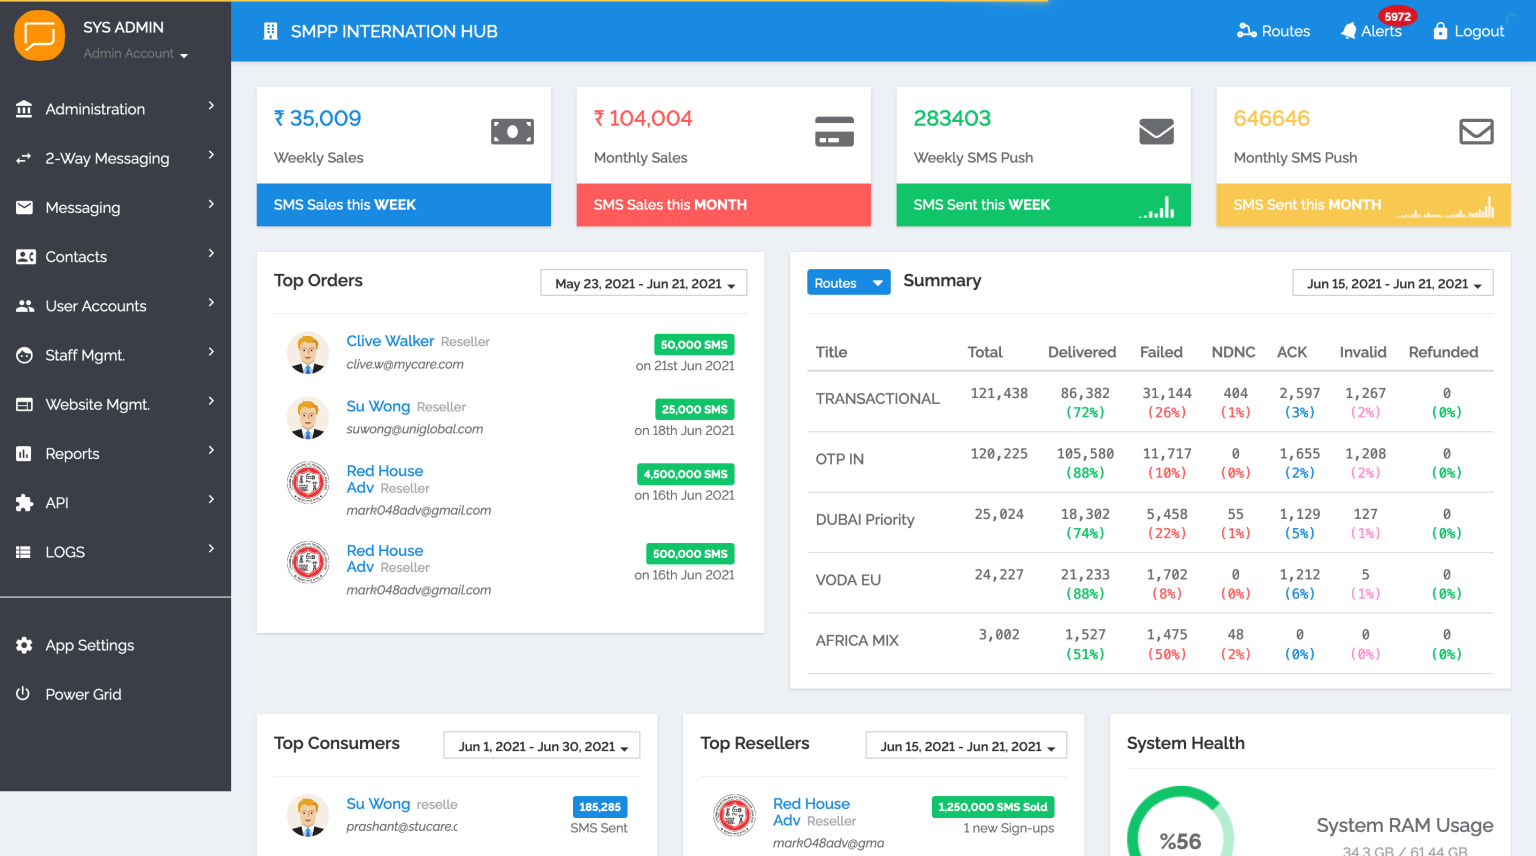 SYS ADMIN
Admin Account
Administration
2-Way Messaging
Messaging
Contacts
User Accounts
Staff Mgmt.
Website Mgmt.
Reports
API
LOGS
App Settings
Power Grid
SMPP INTERNATION HUB
Routes
Alerts
5972
Logout
₹ 35,009
Weekly Sales
SMS Sales this WEEK
₹ 104,004
Monthly Sales
SMS Sales this MONTH
283403
Weekly SMS Push
SMS Sent this WEEK
646646
Monthly SMS Push
SMS Sent this MONTH
Top Orders
May 23, 2021 - Jun 21, 2021
Clive Walker Reseller
clive.w@mycare.com
50,000 SMS
on 21st Jun 2021
Su Wong Reseller
suwong@uniglobal.com
25,000 SMS
on 18th Jun 2021
Red House
Adv Reseller
mark048adv@gmail.com
4,500,000 SMS
on 16th Jun 2021
Red House
Adv Reseller
mark048adv@gmail.com
500,000 SMS
on 16th Jun 2021
Routes
Summary
Jun 15, 2021 - Jun 21, 2021
Title Total Delivered Failed NDNC ACK Invalid Refunded
TRANSACTIONAL 121,438 86,382 31,144 404 2,597 1,267 0
(72%) (26%) (1%) (3%) (2%) (0%)
OTP IN 120,225 105,580 11,717 0 1,655 1,208 0
(88%) (10%) (0%) (2%) (2%) (0%)
DUBAI Priority 25,024 18,302 5,458 55 1,129 127 0
(74%) (22%) (1%) (5%) (1%) (0%)
VODA EU 24,227 21,233 1,702 0 1,212 5 0
(88%) (8%) (0%) (6%) (1%) (0%)
AFRICA MIX 3,002 1,527 1,475 48 0 0 0
(51%) (50%) (2%) (0%) (0%) (0%)
Top Consumers
Jun 1, 2021 - Jun 30, 2021
Su Wong reselle
prashant@stucare.c
185,285
SMS Sent
Top Resellers
Jun 15, 2021 - Jun 21, 2021
Red House
Adv Reseller
mark048adv@gma
1,250,000 SMS Sold
1 new Sign-ups
System Health
%56
System RAM Usage
34.3 GB / 61.44 GB